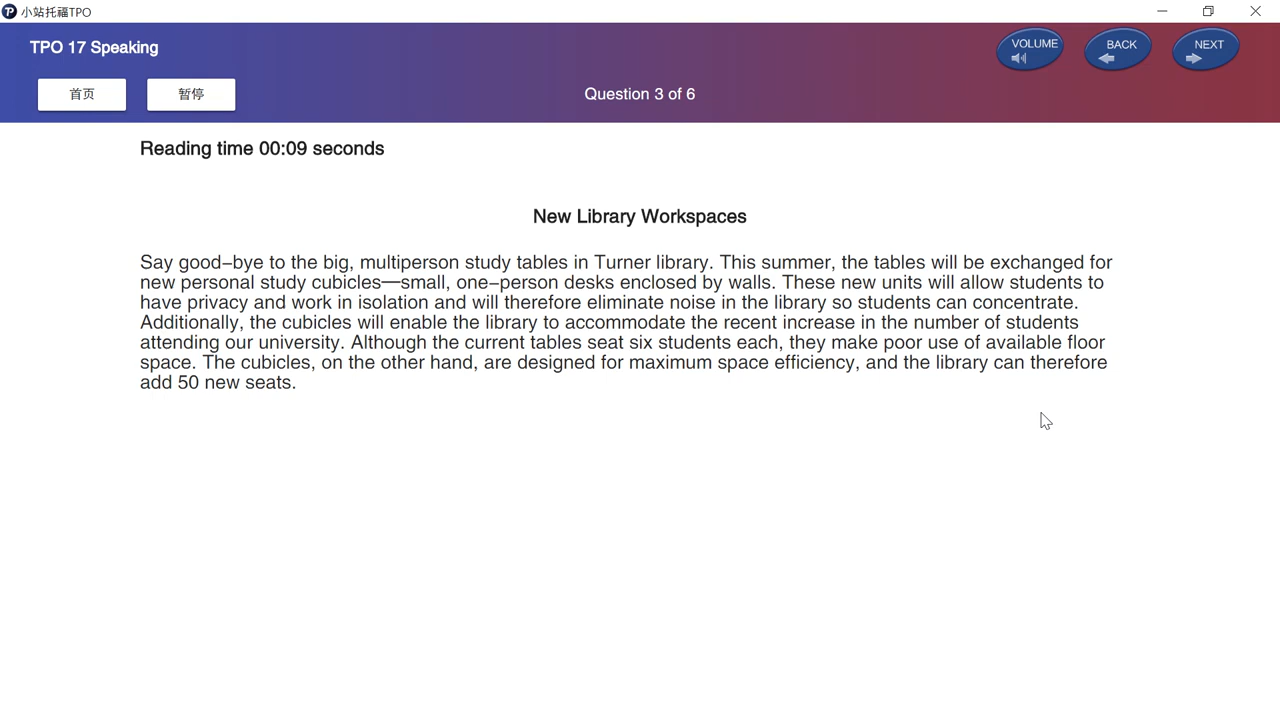 小站托福TPO
TPO 17 Speaking
VOLUME
BACK
NEXT
首页
暂停
Question 3 of 6
Reading time 00:09 seconds
New Library Workspaces
Say good-bye to the big, multiperson study tables in Turner library. This summer, the tables will be exchanged for
new personal study cubicles—small, one-person desks enclosed by walls. These new units will allow students to
have privacy and work in isolation and will therefore eliminate noise in the library so students can concentrate.
Additionally, the cubicles will enable the library to accommodate the recent increase in the number of students
attending our university. Although the current tables seat six students each, they make poor use of available floor
space. The cubicles, on the other hand, are designed for maximum space efficiency, and the library can therefore
add 50 new seats.